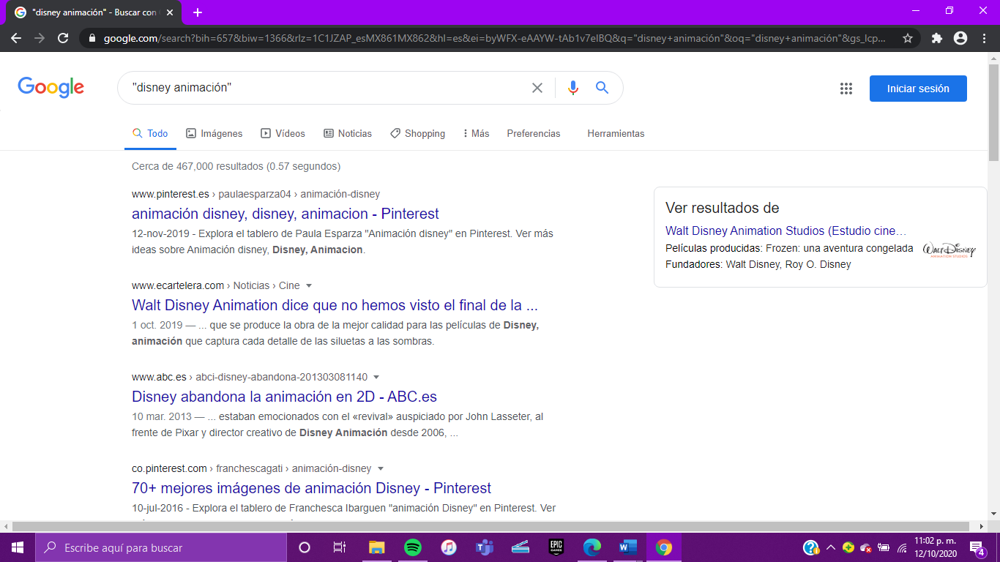 "disney animación" - Buscar con
google.com/search?bih=657&biw=1366&rlz=1C1JZAP_esMX861MX862&hl=es&ei=byWFX-eAAYW-tAb1v7eIBQ&q="disney+animación"&oq="disney+animación"&gs_lcp...
Google
"disney animación"
Iniciar sesión
Todo Imágenes Vídeos Noticias Shopping Más Preferencias Herramientas
Cerca de 467,000 resultados (0.57 segundos)
www.pinterest.es › paulaesparza04 › animación-disney
animación disney, disney, animacion - Pinterest
12-nov-2019 - Explora el tablero de Paula Esparza "Animación disney" en Pinterest. Ver más
ideas sobre Animación disney, Disney, Animacion.
www.ecartelera.com › Noticias › Cine
Walt Disney Animation dice que no hemos visto el final de la ...
1 oct. 2019 — ... que se produce la obra de la mejor calidad para las películas de Disney,
animación que captura cada detalle de las siluetas a las sombras.
www.abc.es › abci-disney-abandona-201303081140
Disney abandona la animación en 2D - ABC.es
10 mar. 2013 — ... estaban emocionados con el «revival» auspiciado por John Lasseter, al
frente de Pixar y director creativo de Disney Animación desde 2006, ...
co.pinterest.com › franchescagati › animación-disney
70+ mejores imágenes de animación Disney - Pinterest
10-jul-2016 - Explora el tablero de Franchesca Ibarguen "animación Disney" en Pinterest. Ver
Ver resultados de
Walt Disney Animation Studios (Estudio cine…
Películas producidas: Frozen: una aventura congelada
Fundadores: Walt Disney, Roy O. Disney
WALT DISNEY
ANIMATION STUDIOS
Escribe aquí para buscar
EPIC
GAMES
11:02 p. m.
12/10/2020
4